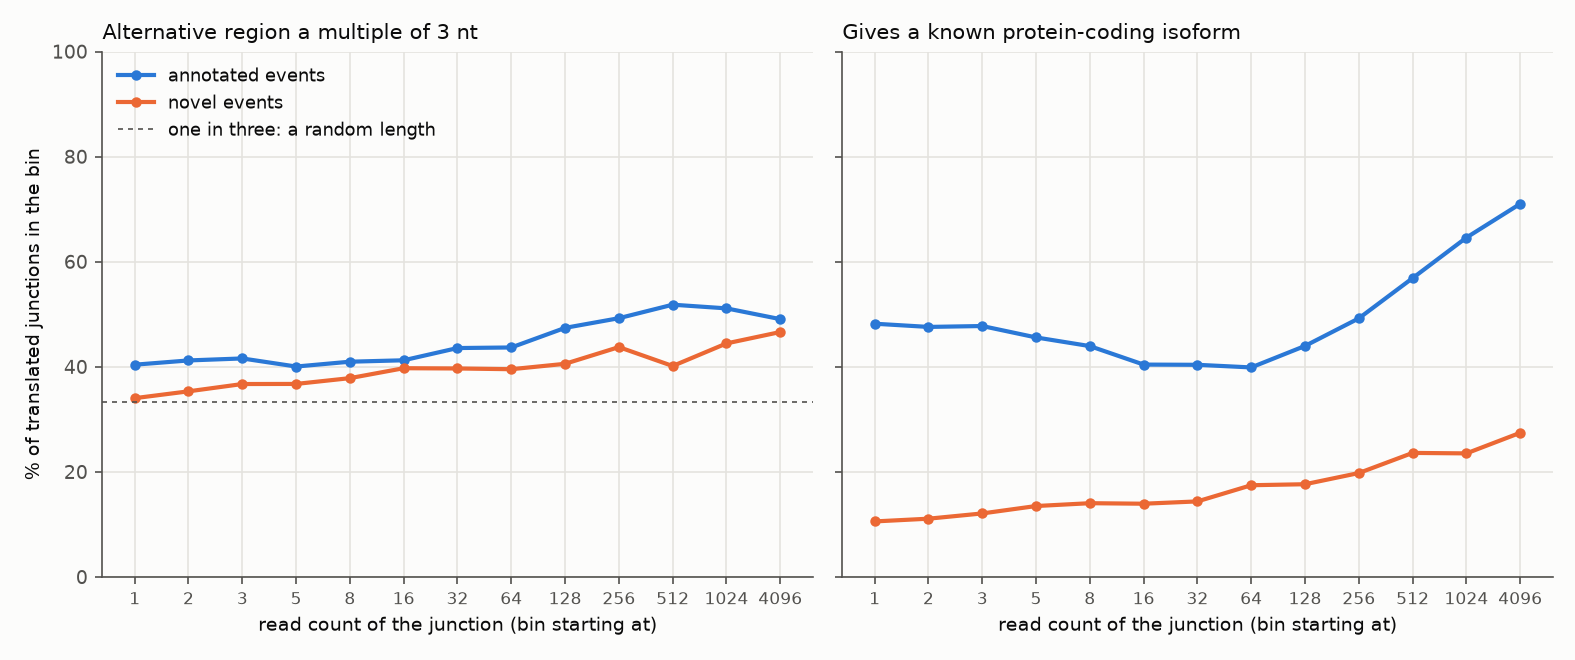 Alternative region a multiple of 3 nt
annotated events
novel events
one in three: a random length
% of translated junctions in the bin
100
80
60
40
20
0
1 2 3 5 8 16 32 64 128 256 512 1024 4096
read count of the junction (bin starting at)
Gives a known protein-coding isoform
1 2 3 5 8 16 32 64 128 256 512 1024 4096
read count of the junction (bin starting at)